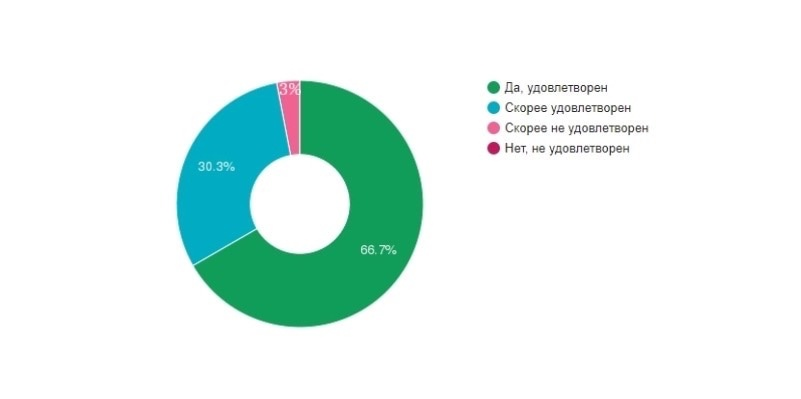 3%
Да, удовлетворен
Скорее удовлетворен
Скорее не удовлетворен
Нет, не удовлетворен
30.3%
66.7%